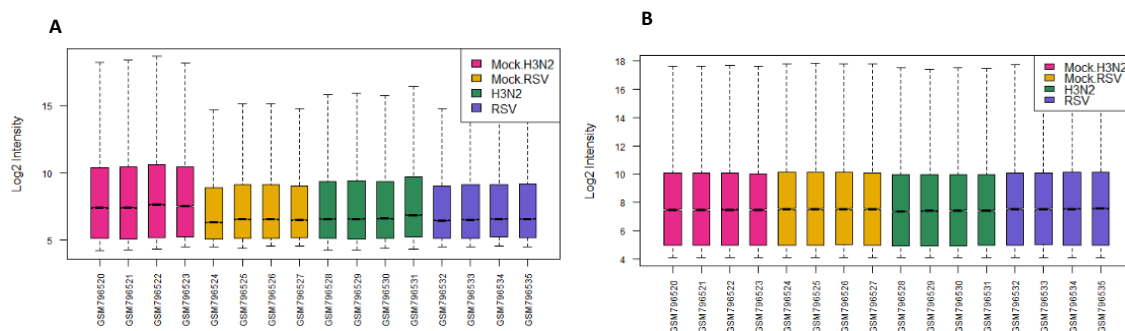 A
Log2 Intensity
15
10
5
Mock.H3N2
Mock.RSV
H3N2
RSV
GSM796520
GSM796521
GSM796522
GSM796523
GSM796524
GSM796525
GSM796526
GSM796527
GSM796528
GSM796529
GSM796530
GSM796531
GSM796532
GSM796533
GSM796534
GSM796535
B
Log2 Intensity
18
16
14
12
10
8
6
4
Mock.H3N2
Mock.RSV
H3N2
RSV
GSM796520
GSM796521
GSM796522
GSM796523
GSM796524
GSM796525
GSM796526
GSM796527
GSM796528
GSM796529
GSM796530
GSM796531
GSM796532
GSM796533
GSM796534
GSM796535